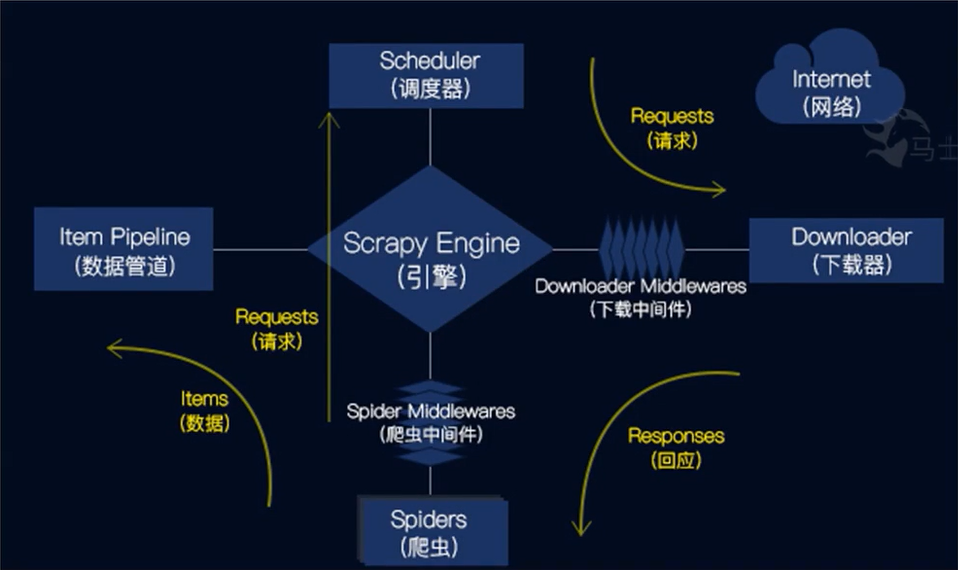 Scheduler
(调度器)
Internet
(网络)
Requests
(请求)
马士
Item Pipeline
(数据管道)
Scrapy Engine
(引擎)
Downloader
(下载器)
Downloader Middlewares
(下载中间件)
Requests
(请求)
Items
(数据)
Spider Middlewares
(爬虫中间件)
Responses
(回应)
Spiders
(爬虫)